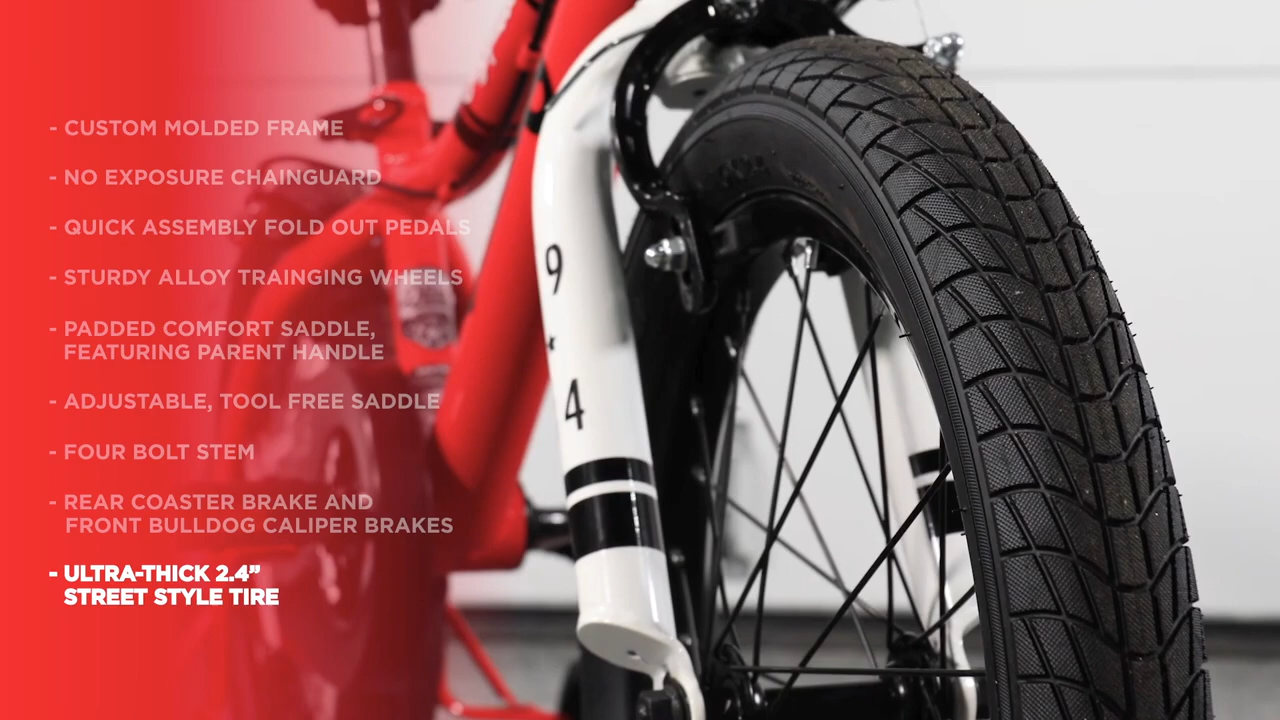 - CUSTOM MOLDED FRAME
- NO EXPOSURE CHAINGUARD
- QUICK ASSEMBLY FOLD OUT PEDALS
- STURDY ALLOY TRAINGING WHEELS
- PADDED COMFORT SADDLE,
FEATURING PARENT HANDLE
- ADJUSTABLE, TOOL FREE SADDLE
- FOUR BOLT STEM
- REAR COASTER BRAKE AND
FRONT BULLDOG CALIPER BRAKES
- ULTRA-THICK 2.4”
STREET STYLE TIRE
9
4